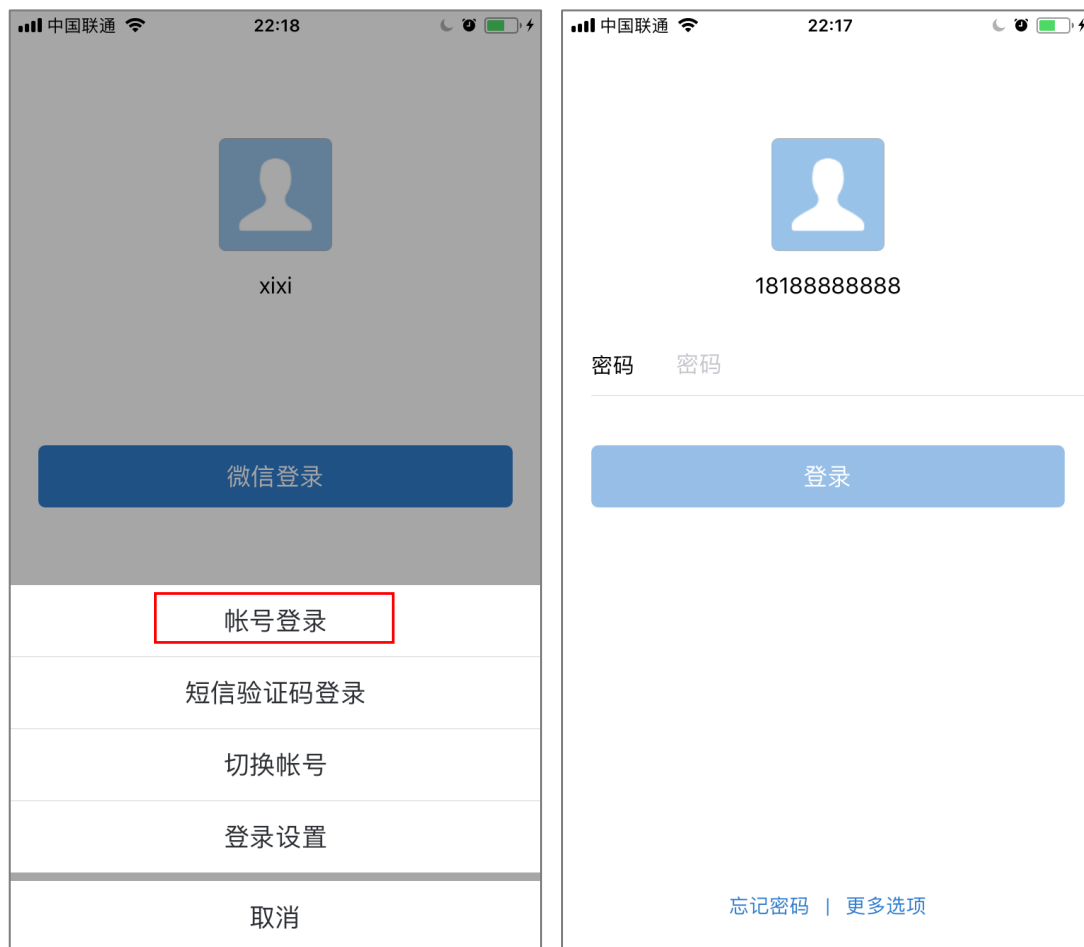 中国联通
22:18
xixi
微信登录
帐号登录
短信验证码登录
切换帐号
登录设置
取消
中国联通
22:17
18188888888
密码 密码
登录
忘记密码 | 更多选项